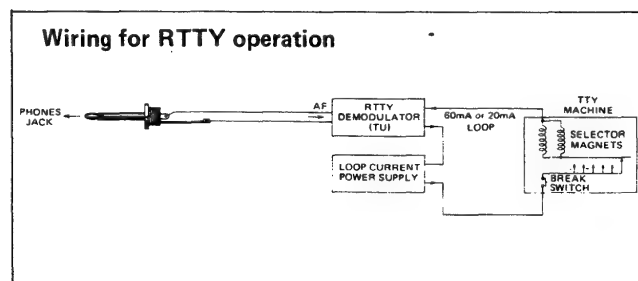 Wiring for RTTY operation
PHONES
JACK
AF
RTTY
DEMODULATOR
(TU)
60mA or 20mA
LOOP
TTY
MACHINE
SELECTOR
MAGNETS
LOOP CURRENT
POWER SUPPLY
BREAK
SWITCH